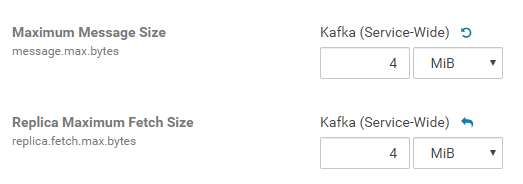 Maximum Message Size
message.max.bytes
Kafka (Service-Wide)
4 MiB
Replica Maximum Fetch Size
replica.fetch.max.bytes
Kafka (Service-Wide)
4 MiB